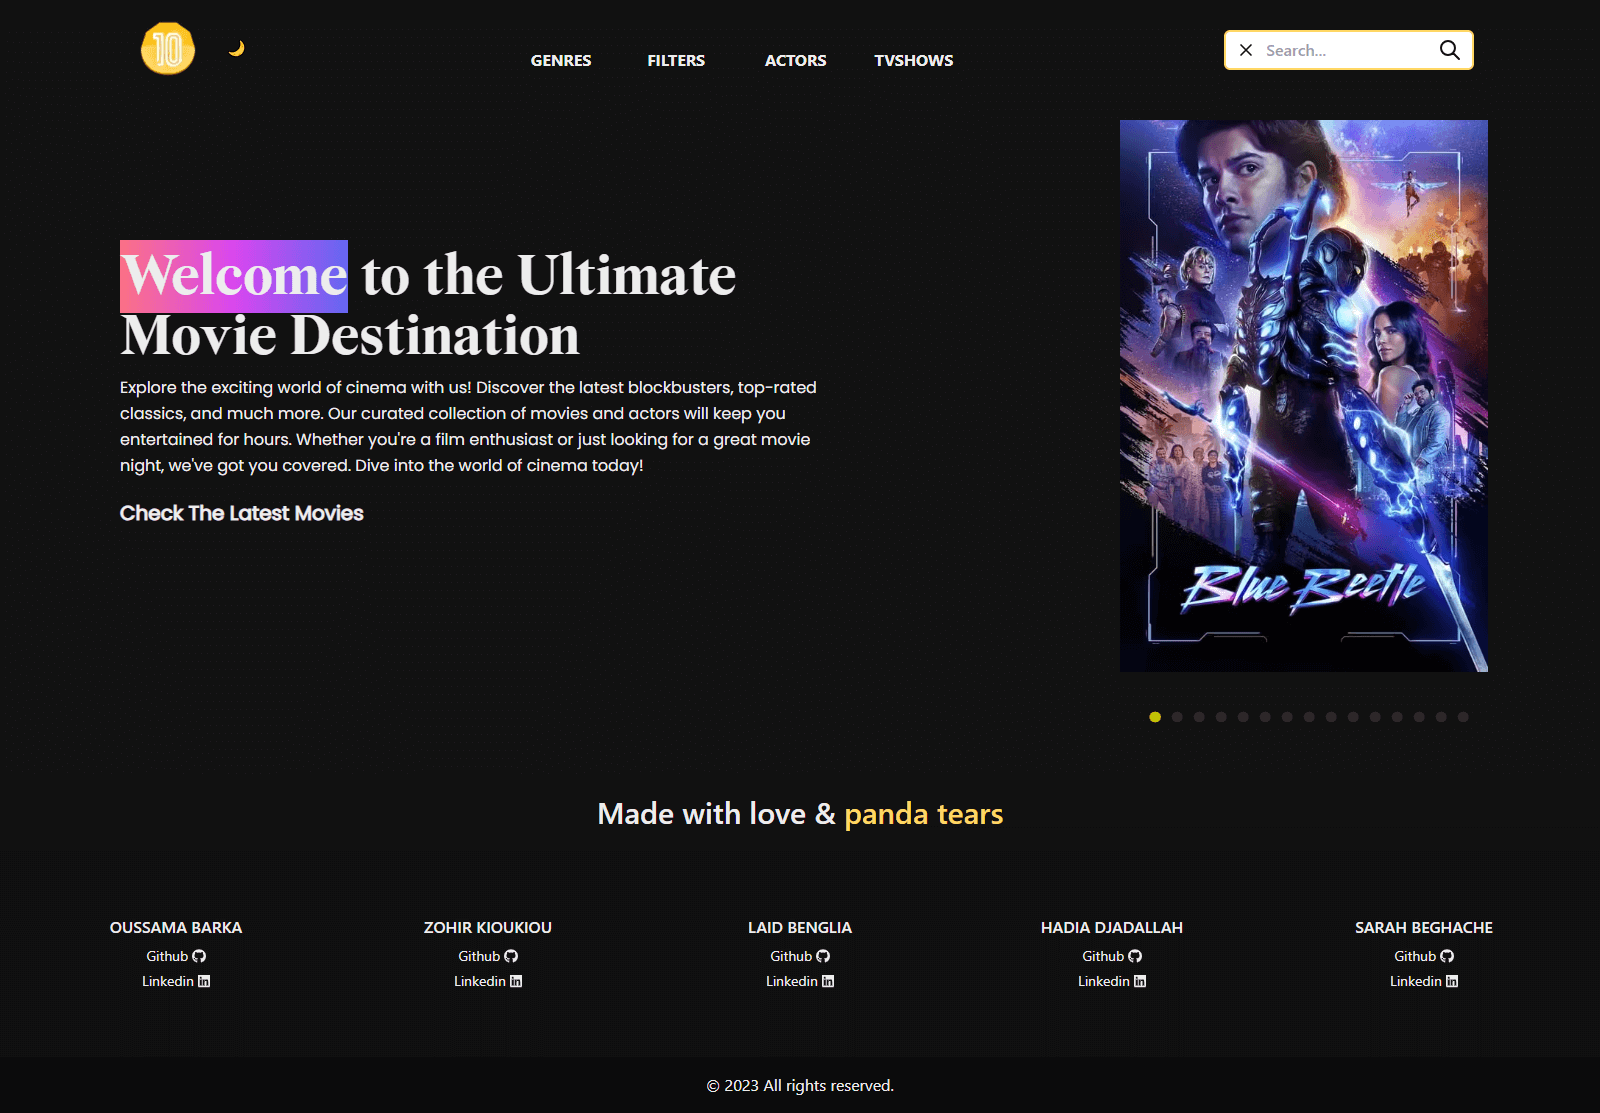 10
GENRES FILTERS ACTORS TVSHOWS
Search...
Welcome to the Ultimate
Movie Destination
Explore the exciting world of cinema with us! Discover the latest blockbusters, top-rated
classics, and much more. Our curated collection of movies and actors will keep you
entertained for hours. Whether you're a film enthusiast or just looking for a great movie
night, we've got you covered. Dive into the world of cinema today!
Check The Latest Movies
Blue Beetle
Made with love & panda tears
OUSSAMA BARKA
Github
Linkedin
ZOHIR KIOUKIOU
Github
Linkedin
LAID BENGLIA
Github
Linkedin
HADIA DJADALLAH
Github
Linkedin
SARAH BEGHACHE
Github
Linkedin
© 2023 All rights reserved.